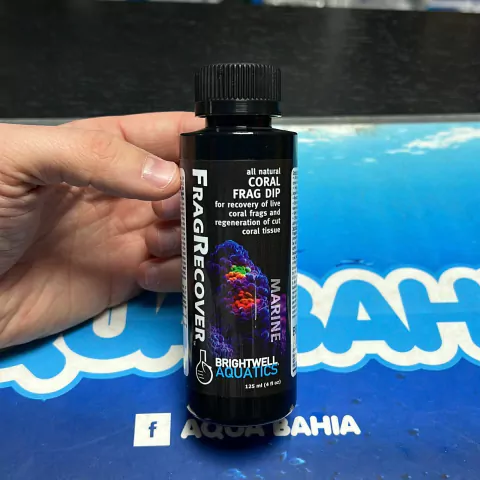 all natural
CORAL
FRAG DIP
for recovery of live
coral frags and
regeneration of cut
coral tissue
FRAGRECOVER
MARINE
BRIGHTWELL
AQUATICS
125 ml (4 fl oz)
BAH
f AQUA BAHIA